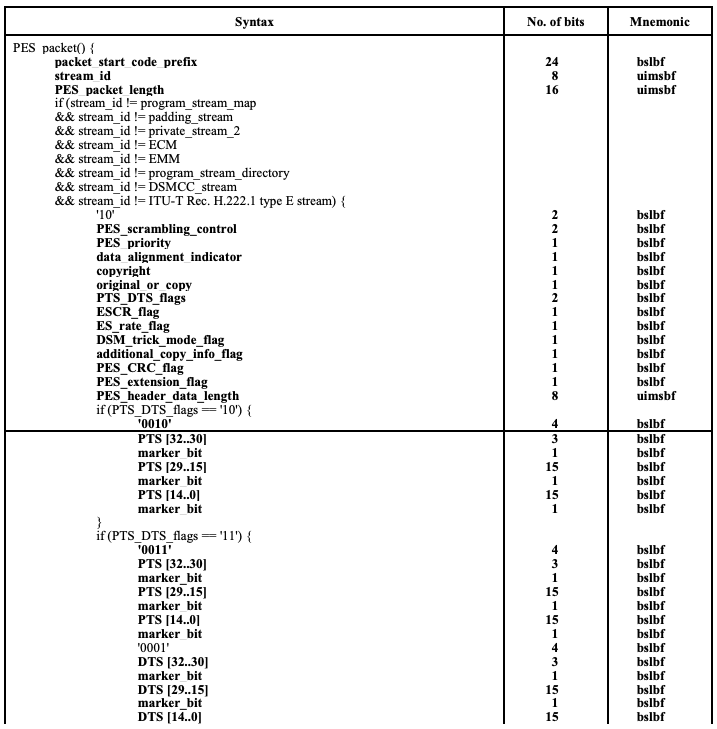 Syntax No. of bits Mnemonic
PES_packet() {
packet_start_code_prefix 24 bslbf
stream_id 8 uimsbf
PES_packet_length 16 uimsbf
if (stream_id != program_stream_map
&& stream_id != padding_stream
&& stream_id != private_stream_2
&& stream_id != ECM
&& stream_id != EMM
&& stream_id != program_stream_directory
&& stream_id != DSMCC_stream
&& stream_id != ITU-T Rec. H.222.1 type E stream) {
'10' 2 bslbf
PES_scrambling_control 2 bslbf
PES_priority 1 bslbf
data_alignment_indicator 1 bslbf
copyright 1 bslbf
original_or_copy 1 bslbf
PTS_DTS_flags 2 bslbf
ESCR_flag 1 bslbf
ES_rate_flag 1 bslbf
DSM_trick_mode_flag 1 bslbf
additional_copy_info_flag 1 bslbf
PES_CRC_flag 1 bslbf
PES_extension_flag 1 bslbf
PES_header_data_length 8 uimsbf
if (PTS_DTS_flags == '10') {
'0010' 4 bslbf
PTS [32..30] 3 bslbf
marker_bit 1 bslbf
PTS [29..15] 15 bslbf
marker_bit 1 bslbf
PTS [14..0] 15 bslbf
marker_bit 1 bslbf
}
if (PTS_DTS_flags == '11') {
'0011' 4 bslbf
PTS [32..30] 3 bslbf
marker_bit 1 bslbf
PTS [29..15] 15 bslbf
marker_bit 1 bslbf
PTS [14..0] 15 bslbf
marker_bit 1 bslbf
'0001' 4 bslbf
DTS [32..30] 3 bslbf
marker_bit 1 bslbf
DTS [29..15] 15 bslbf
marker_bit 1 bslbf
DTS [14..0] 15 bslbf